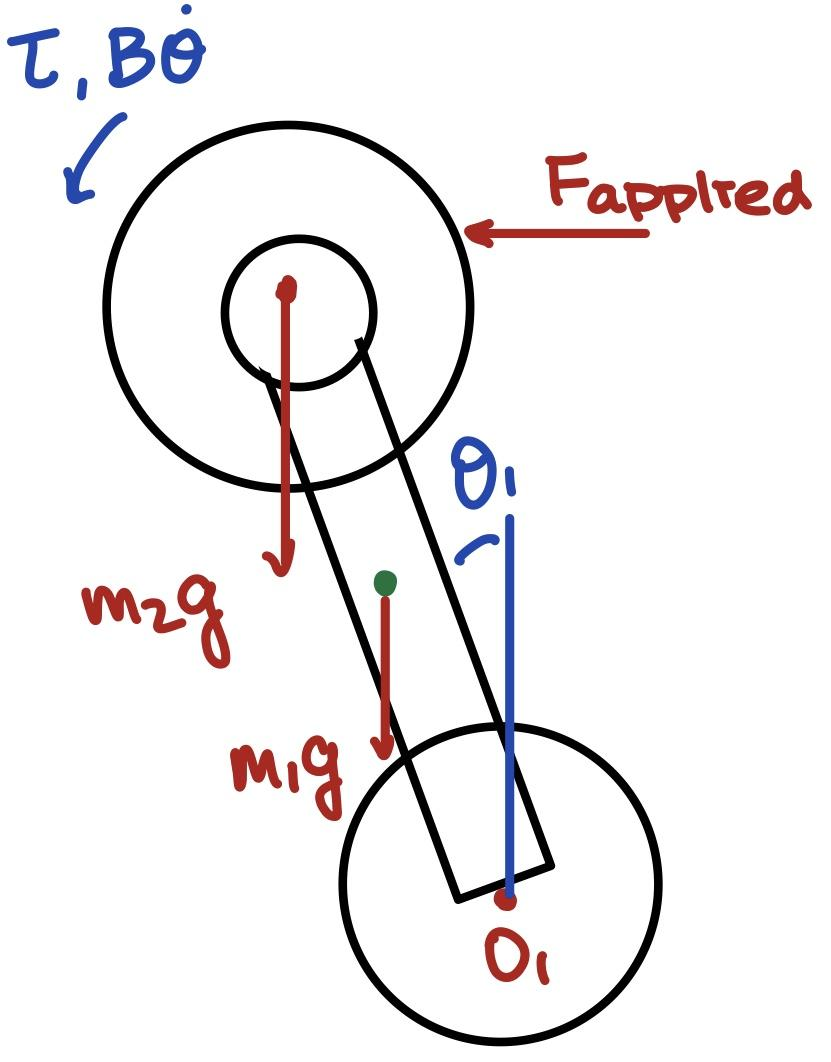 τ, Bθ̇
Fapplied
θ₁
m₂g
m₁g
O₁